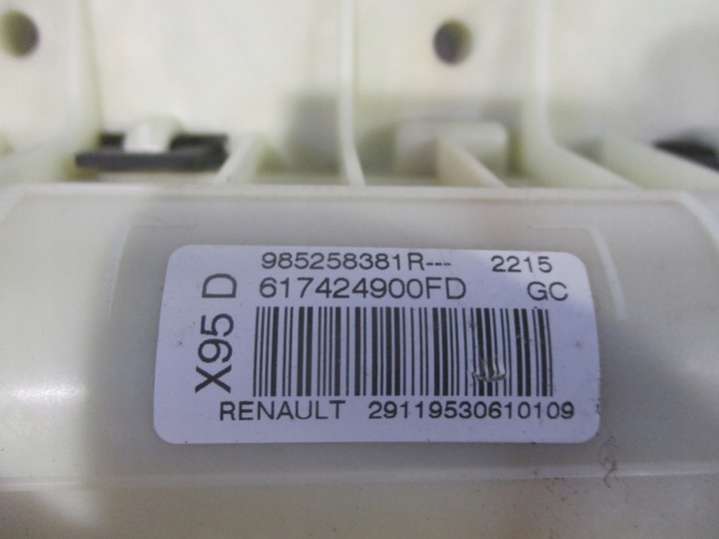 985258381R--- 2215
617424900FD GC
X95 D
RENAULT 29119530610109